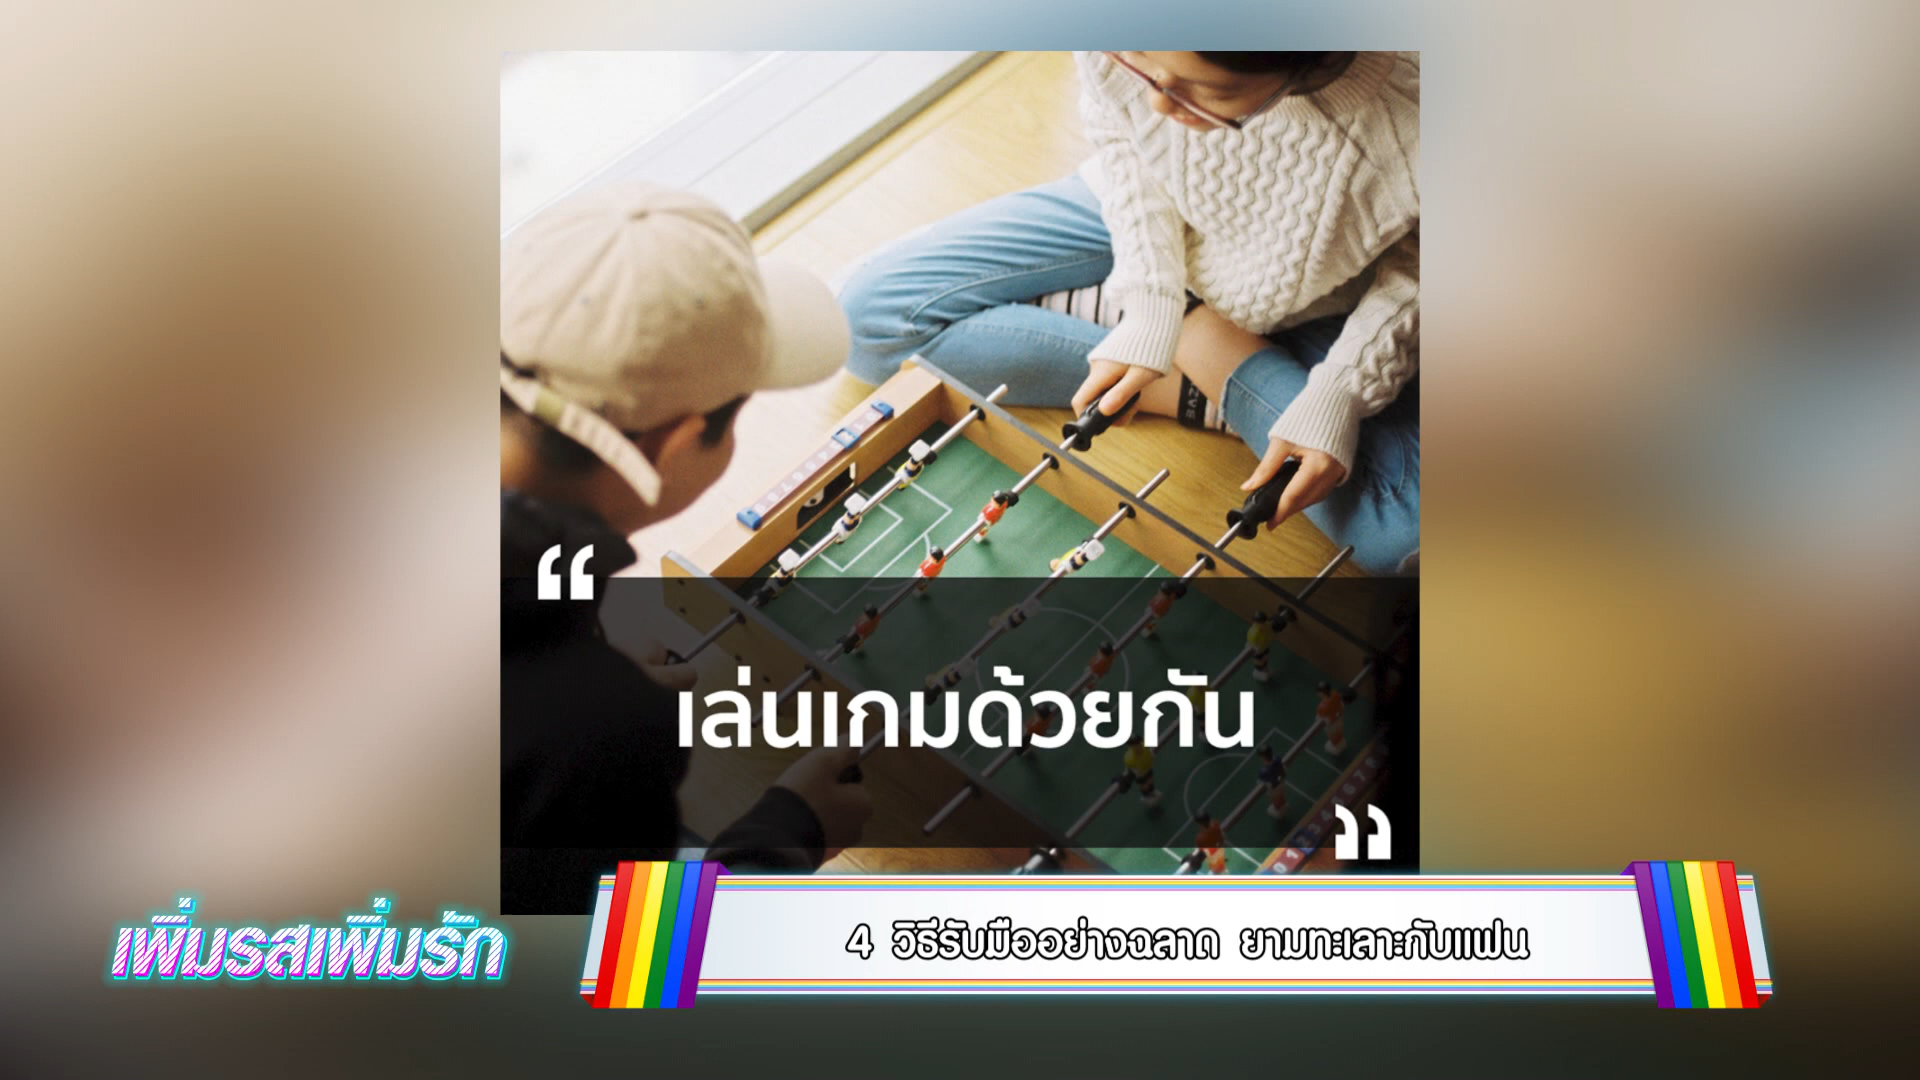 “
เล่นเกมด้วยกัน
”
เพิ่มรสเพิ่มรัก
4 วิธีรับมืออย่างฉลาด ยามทะเลาะกับแฟน